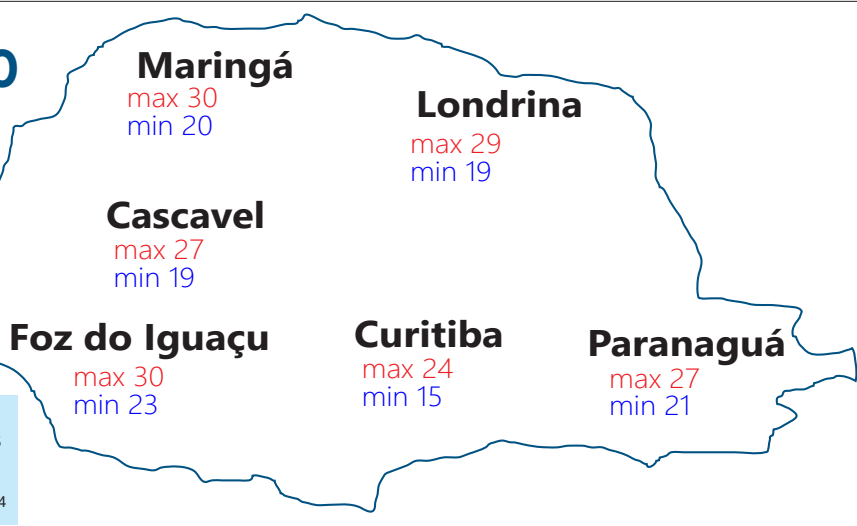 Maringá
max 30
min 20
Londrina
max 29
min 19
Cascavel
max 27
min 19
Foz do Iguaçu
max 30
min 23
Curitiba
max 24
min 15
Paranaguá
max 27
min 21
4